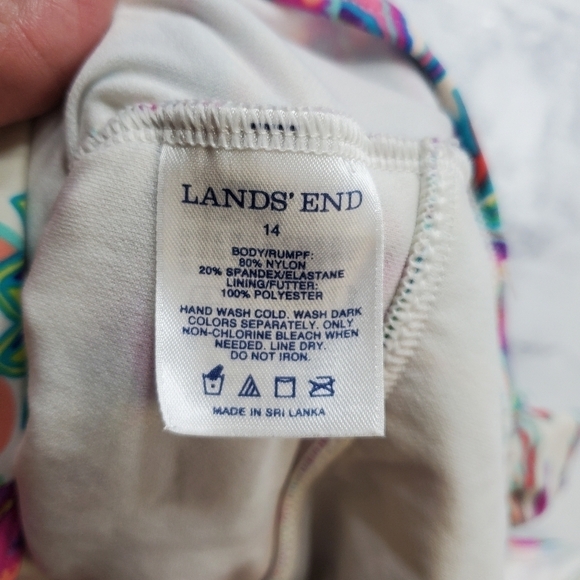 LANDS' END
14
BODY/RUMPF:
80% NYLON
20% SPANDEX/ELASTANE
LINING/FUTTER:
100% POLYESTER
HAND WASH COLD. WASH DARK
COLORS SEPARATELY. ONLY
NON-CHLORINE BLEACH WHEN
NEEDED. LINE DRY.
DO NOT IRON.
MADE IN SRI LANKA